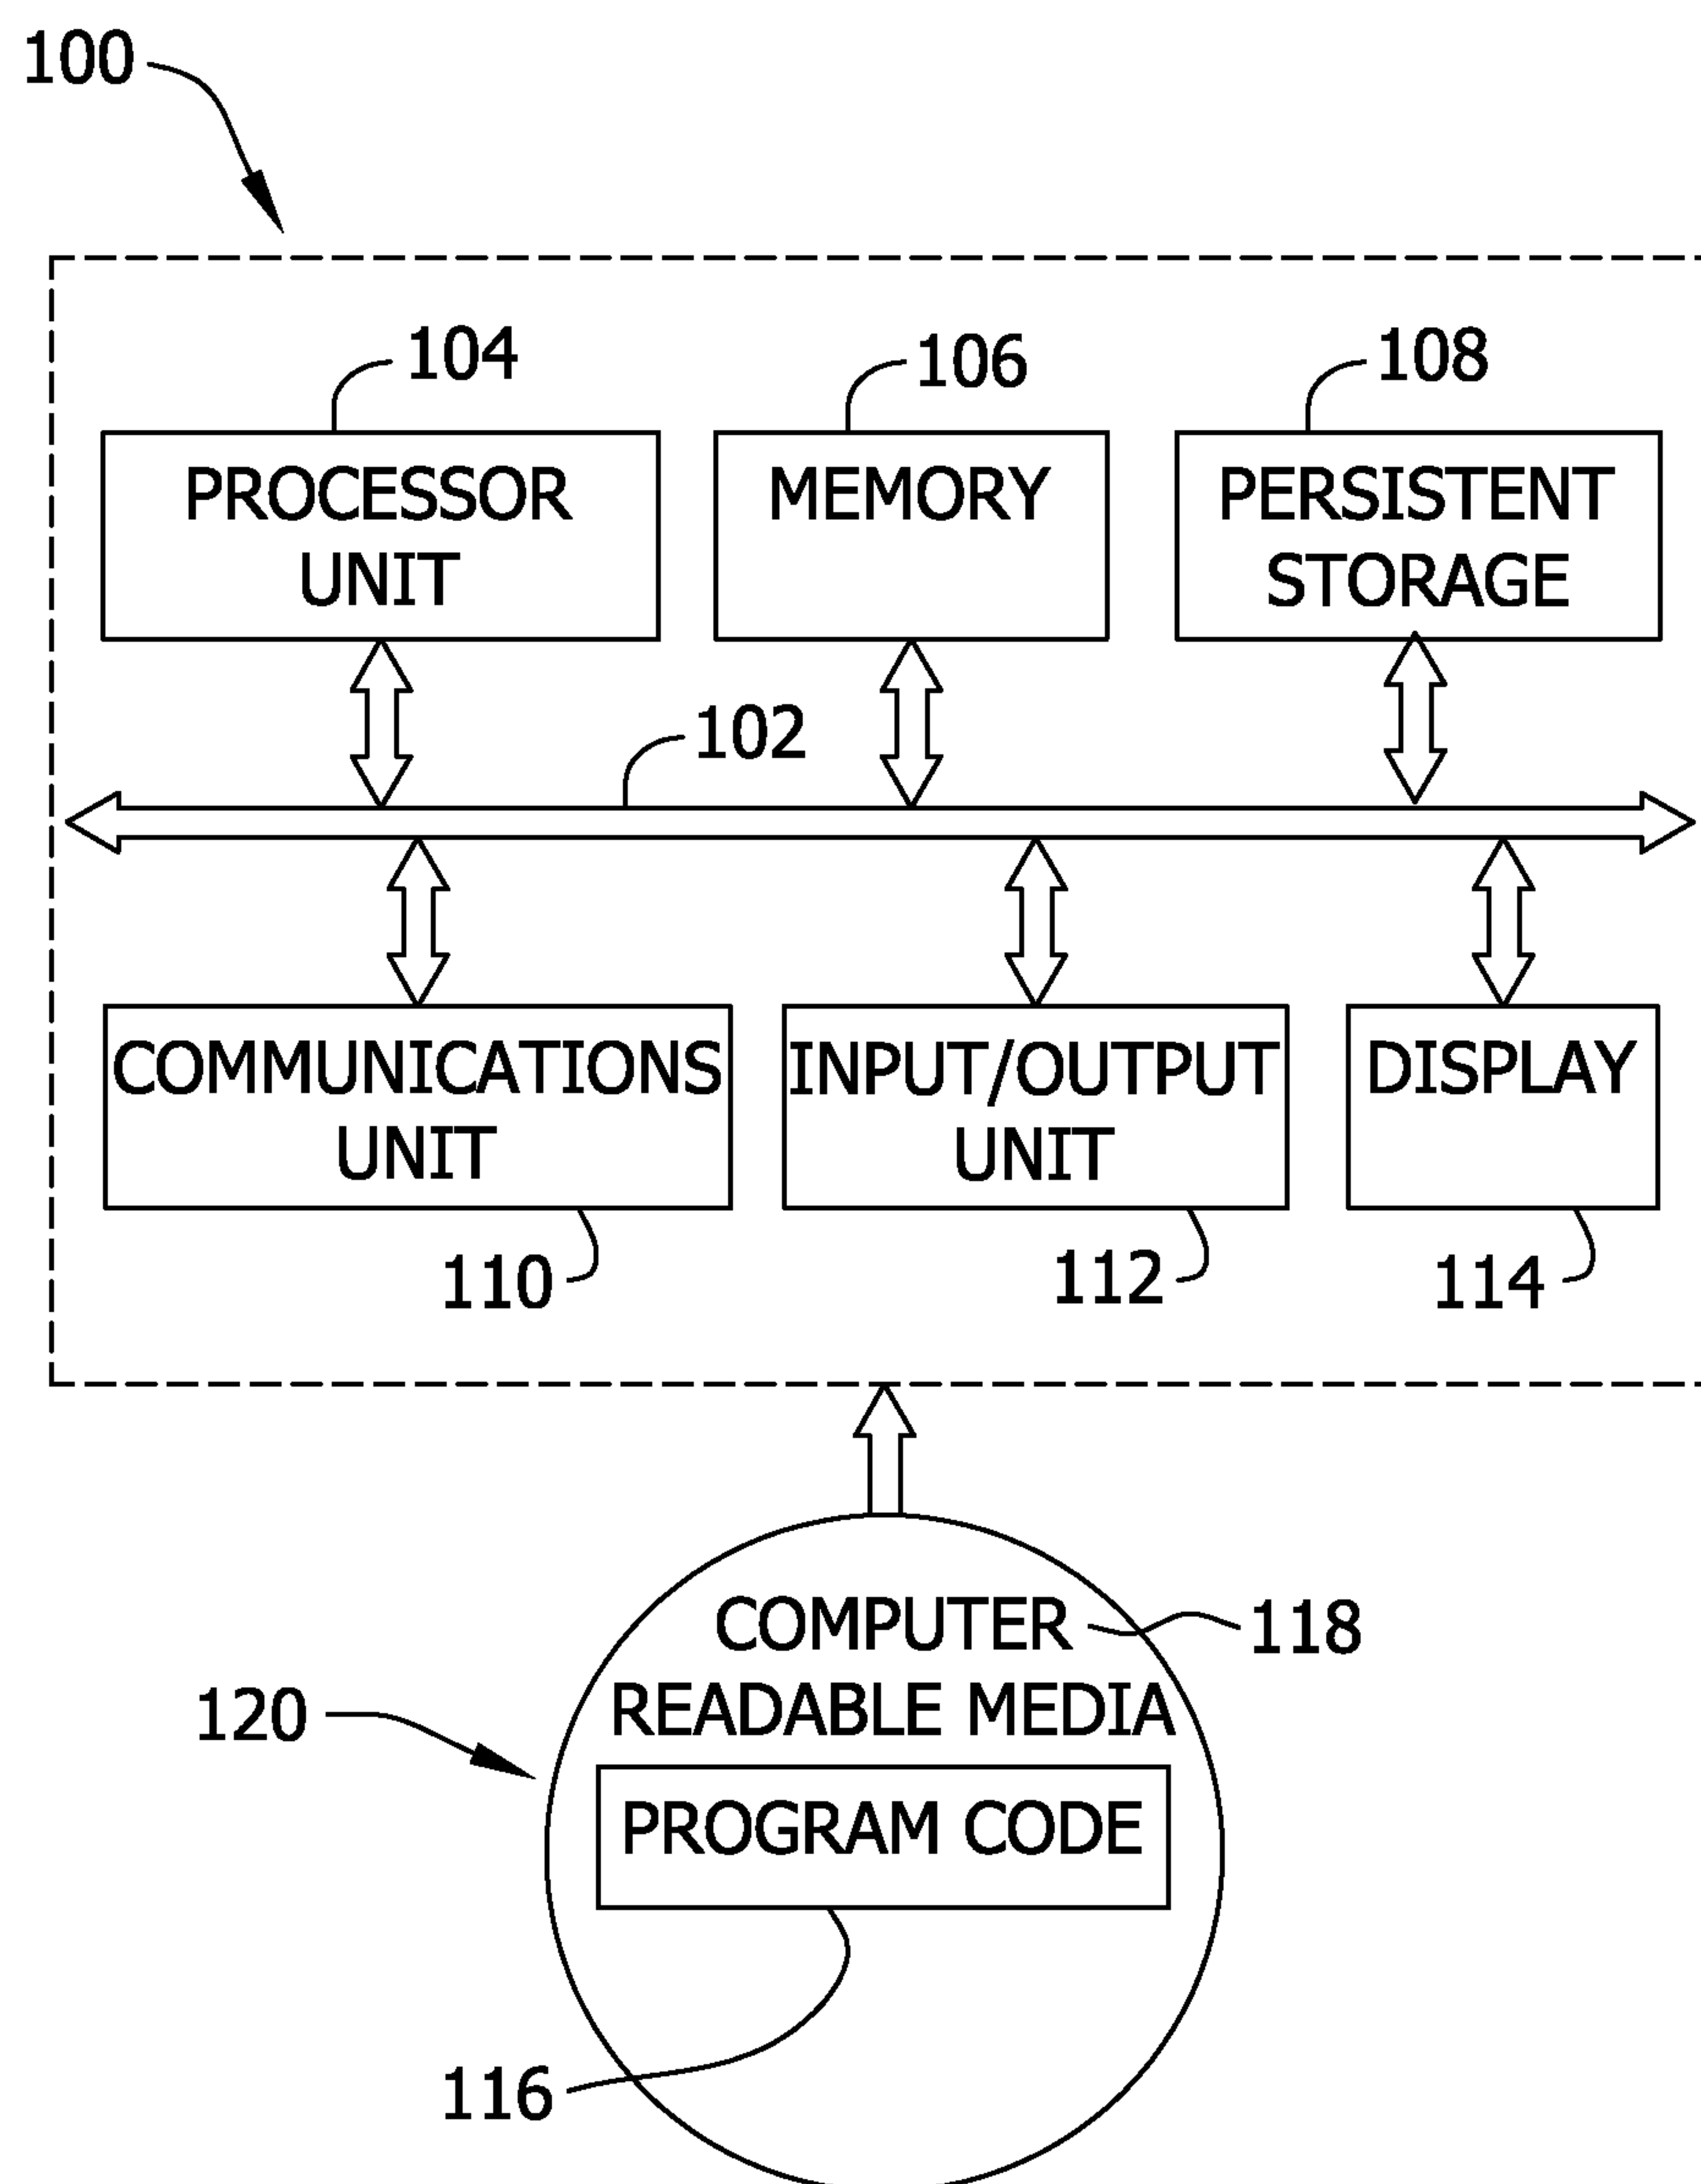 100
104
106
108
PROCESSOR
UNIT
MEMORY
PERSISTENT
STORAGE
102
COMMUNICATIONS
UNIT
INPUT/OUTPUT
UNIT
DISPLAY
110
112
114
COMPUTER
READABLE MEDIA
118
120
PROGRAM CODE
116